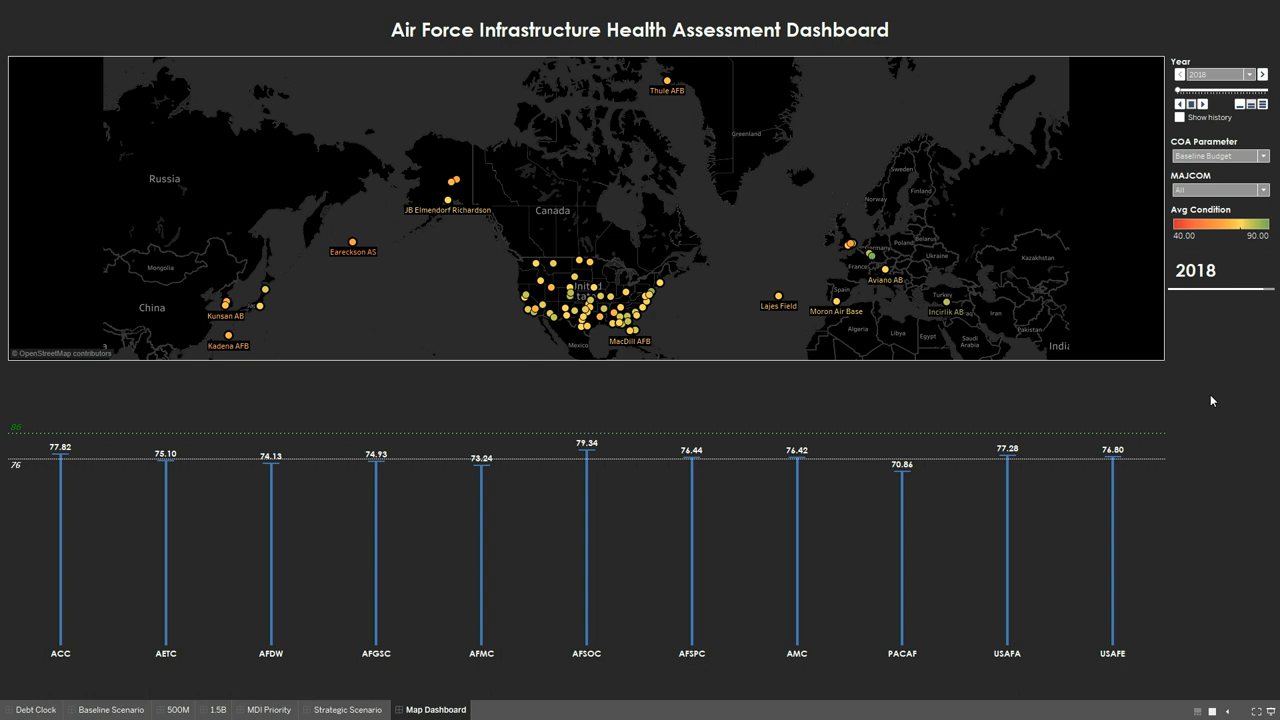 Air Force Infrastructure Health Assessment Dashboard
Year
2018
Show history
COA Parameter
Baseline Budget
MAJCOM
All
Avg Condition
40.00 90.00
2018
Thule AFB
Greenland
Russia
Sweden
Finland
Norway
JB Elmendorf Richardson
Canada
Eareckson AS
Poland
Belarus
Germany
Ukraine
Mongolia
France
Kazakhstan
Aviano AB
United
States
China
Spain
Turkey
Kunsan AB
Lajes Field
Moron Air Base
Incirlik AB
Iraq
Iran
Kadena AFB
Mexico
MacDill AFB
Algeria
Libya
Egypt
Saudi
Arabia
Pakistan
India
© OpenStreetMap contributors
86
76
77.82 75.10 74.13 74.93 73.24 79.34 76.44 76.42 70.86 77.28 76.80
ACC AETC AFDW AFGSC AFMC AFSOC AFSPC AMC PACAF USAFA USAFE
Debt Clock Baseline Scenario 500M 1.5B MDI Priority Strategic Scenario Map Dashboard